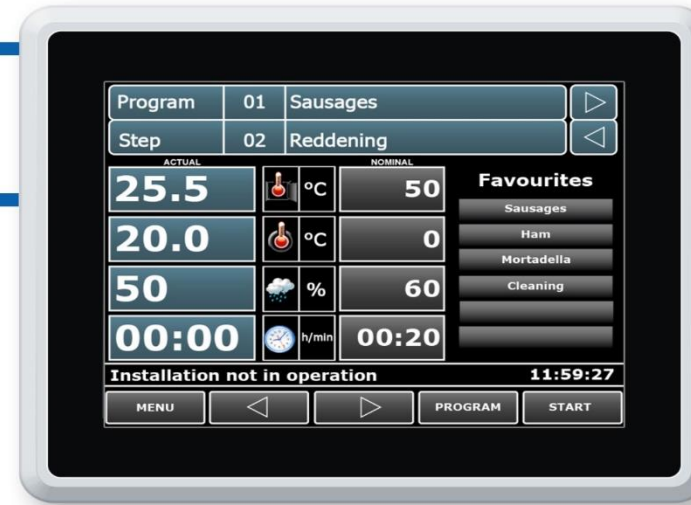 Program 01 Sausages
Step 02 Reddening
ACTUAL NOMINAL
25.5 °C 50
20.0 °C 0
50 % 60
00:00 h/min 00:20
Favourites
Sausages
Ham
Mortadella
Cleaning
Installation not in operation 11:59:27
MENU PROGRAM START